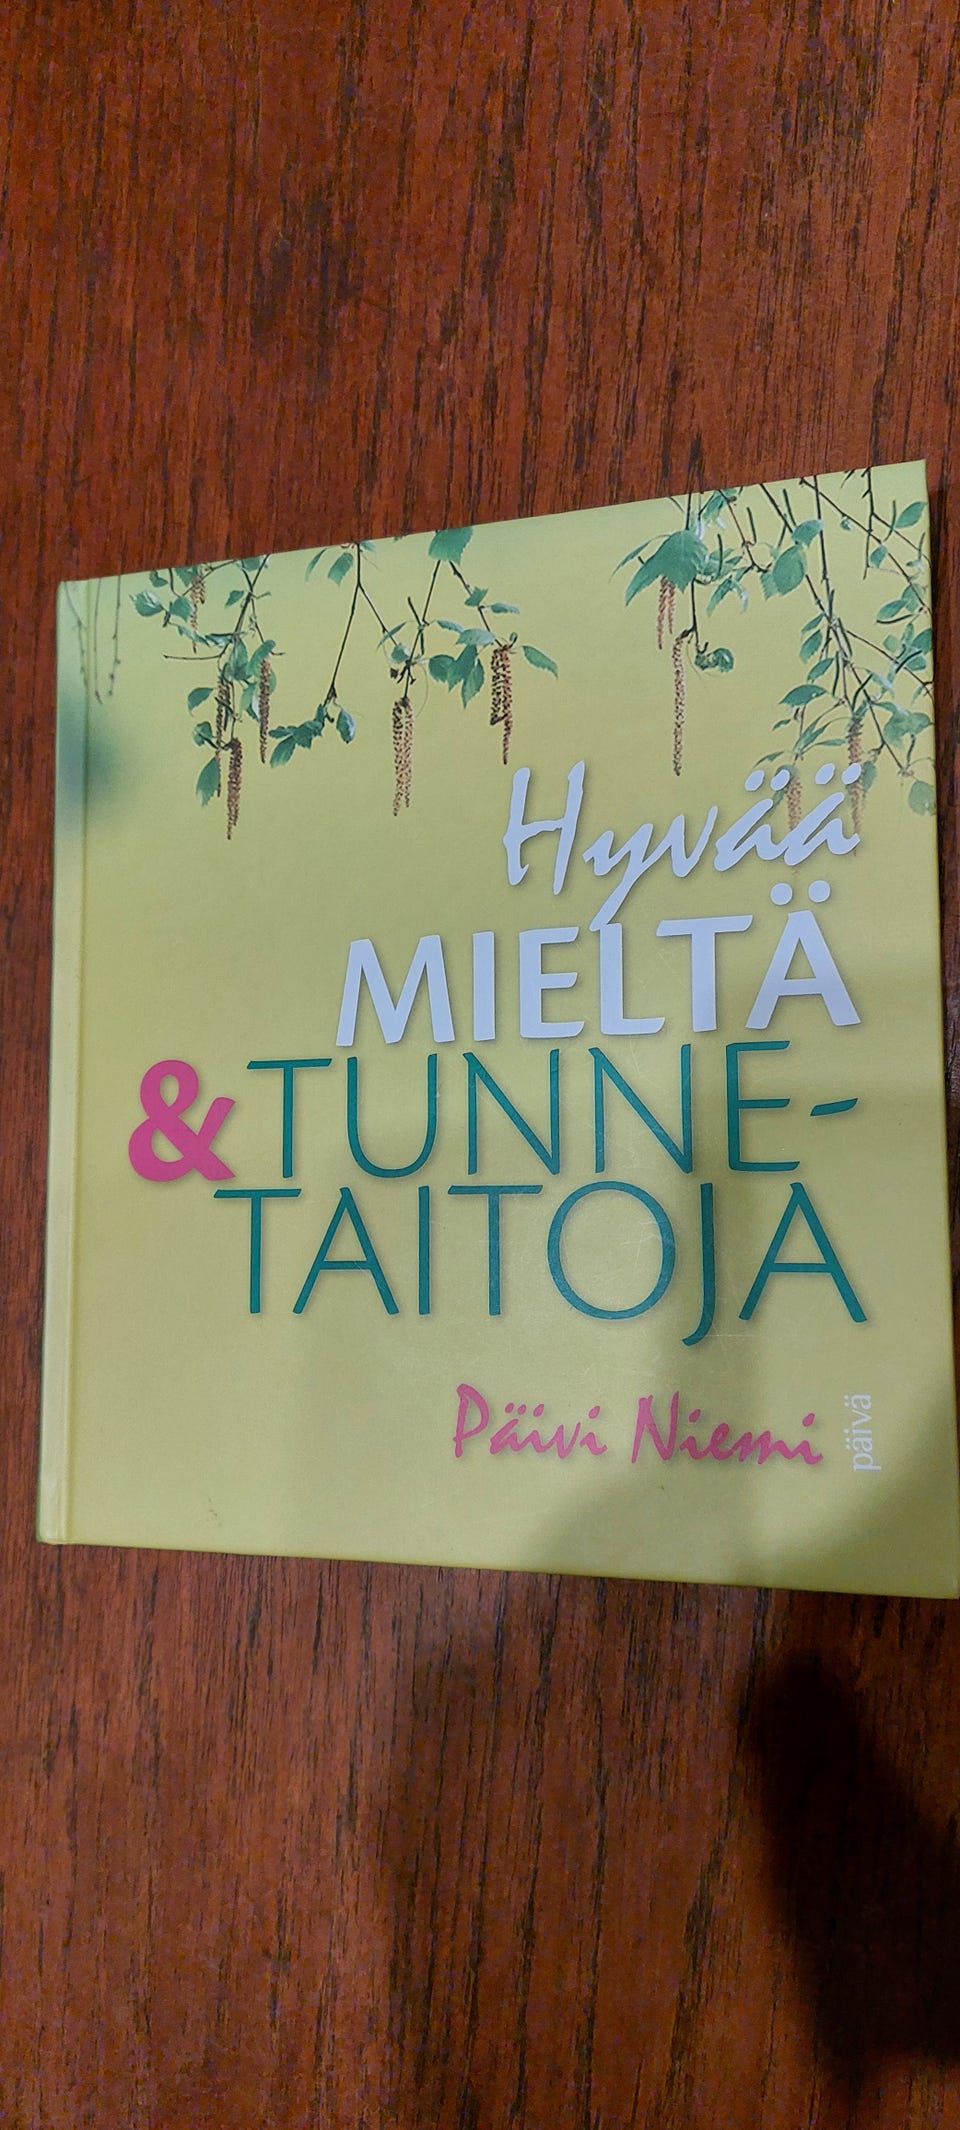 Hyvää
MIELTÄ
& TUNNE-
TAITOJA
Päivi Niemi
päivä